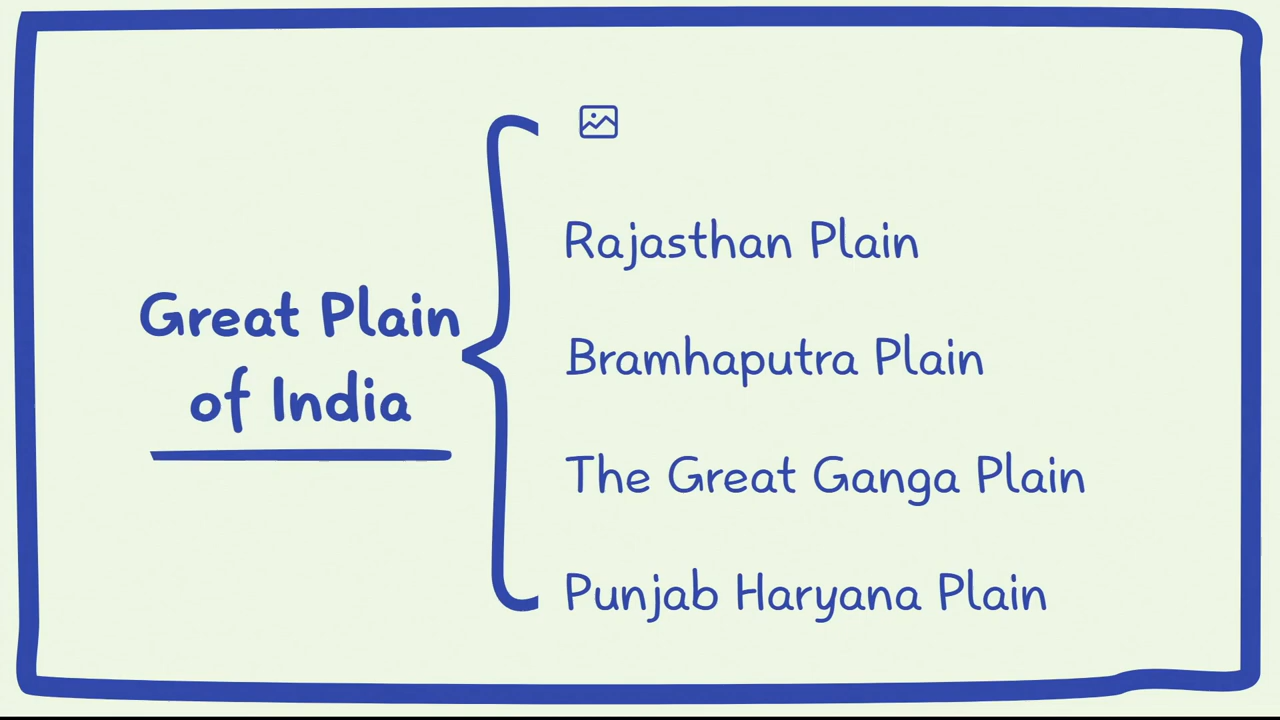 Great Plain
of India
Rajasthan Plain
Bramhaputra Plain
The Great Ganga Plain
Punjab Haryana Plain